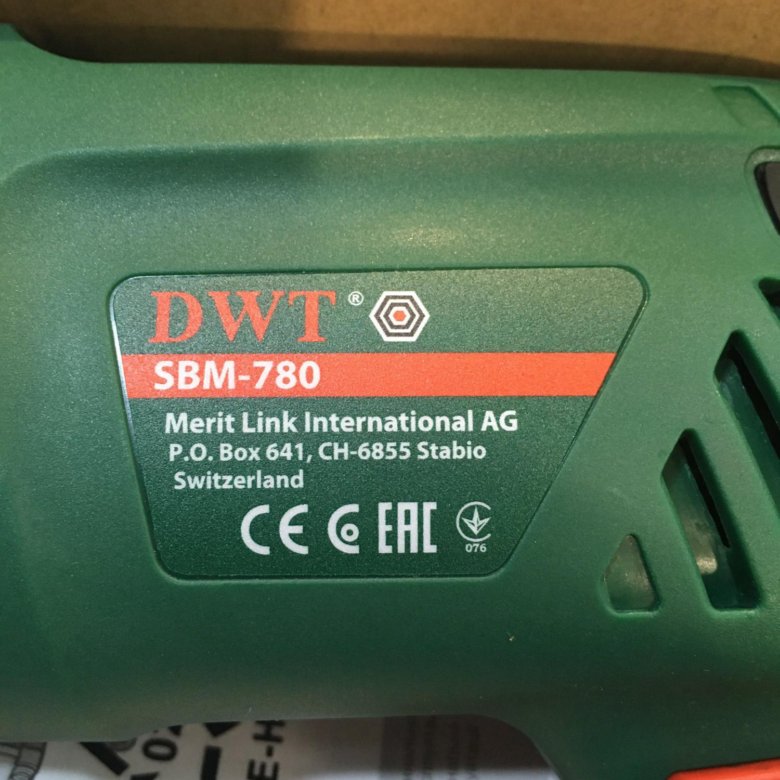 DWT®
SBM-780
Merit Link International AG
P.O. Box 641, CH-6855 Stabio
Switzerland
CE EAC
076